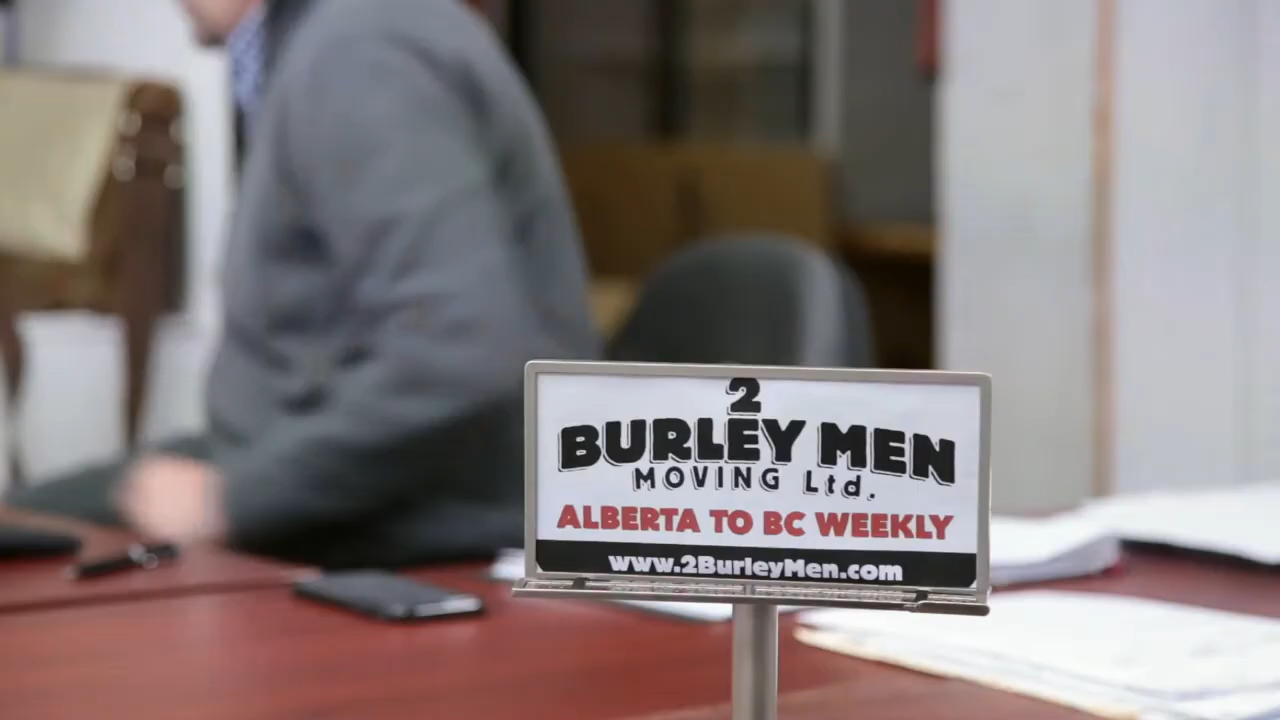 2
BURLEY MEN
MOVING Ltd.
ALBERTA TO BC WEEKLY
www.2BurleyMen.com